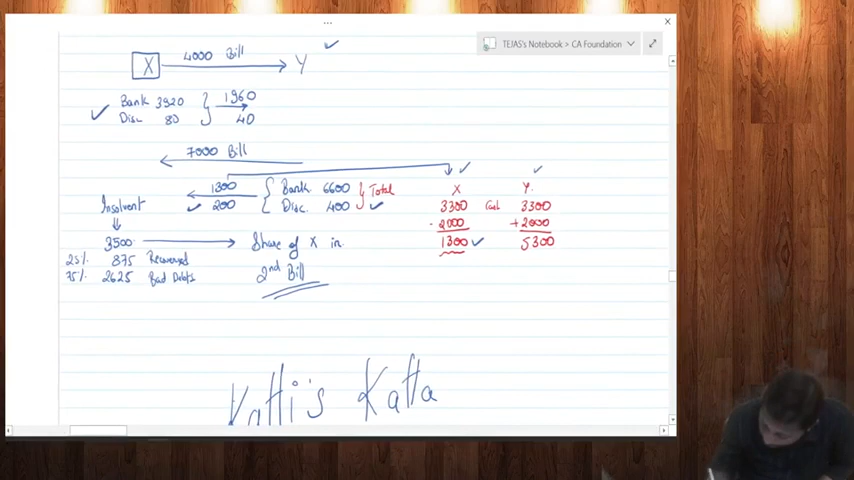 ...
TEJAS's Notebook > CA Foundation
X 4000 Bill Y
Bank 3920 1960
Disc 80 40
7000 Bill
1300 Bank 6600 Total X Y.
Insolvent 200 Disc. 400 3300 Cash 3300
- 2000 + 2000
3500 Share of X in 1300 5300
25% 875 Recovered 2nd Bill
75% 2625 Bad Debts
Vatti's Katta